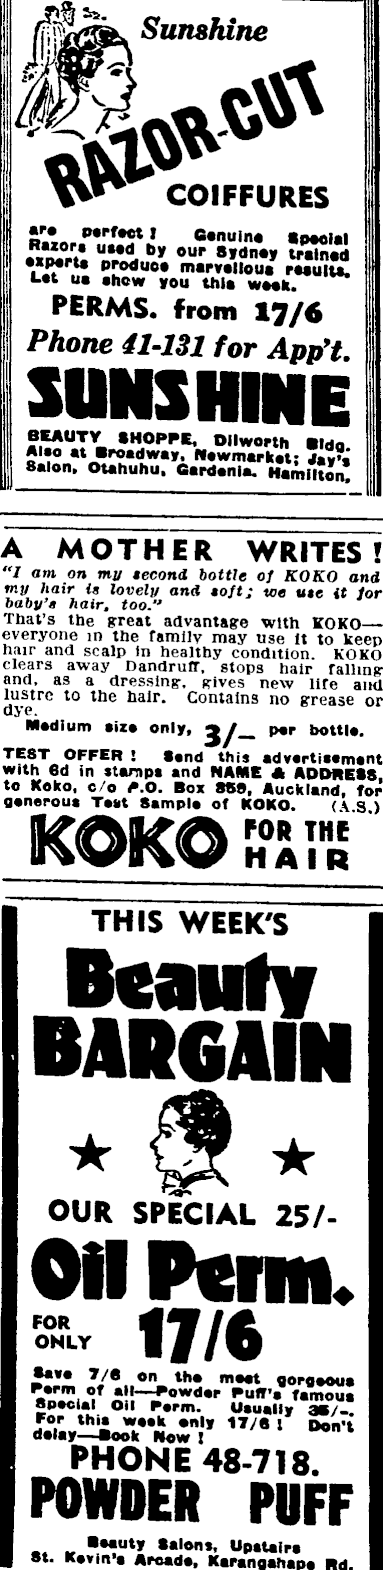 Sunshine
RAZOR-CUT
COIFFURES
are perfect! Genuine Special
Razors used by our Sydney trained
experts produce marvellous results.
Let us show you this week.
PERMS. from 17/6
Phone 41-131 for App't.
SUNSHINE
BEAUTY SHOPPE, Dilworth Bldg.
Also at Broadway, Newmarket; Jay's
Salon, Otahuhu, Gardenia. Hamilton,
A MOTHER WRITES!
"I am on my second bottle of KOKO and
my hair is lovely and soft; we use it for
baby's hair, too."
That's the great advantage with KOKO—
everyone in the family may use it to keep
hair and scalp in healthy condition. KOKO
clears away Dandruff, stops hair falling
and, as a dressing, gives new life and
lustre to the hair. Contains no grease or
dye.
Medium size only, 3/- per bottle.
TEST OFFER! Send this advertisement
with 6d in stamps and NAME & ADDRESS,
to Koko, c/o P.O. Box 859, Auckland, for
generous Test Sample of KOKO. (A.S.)
KOKO FOR THE
HAIR
THIS WEEK'S
Beauty
BARGAIN
OUR SPECIAL 25/-
Oil Perm.
FOR
ONLY 17/6
Save 7/6 on the most gorgeous
Perm of all—Powder Puff's famous
Special Oil Perm. Usually 35/-.
For this week only 17/6! Don't
delay—Book Now!
PHONE 48-718.
POWDER PUFF
Beauty Salons, Upstairs
St. Kevin's Arcade, Karangahape Rd.